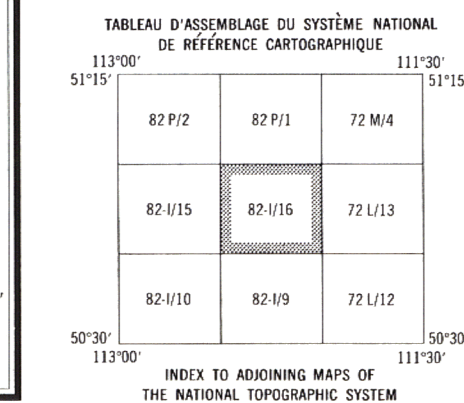 TABLEAU D'ASSEMBLAGE DU SYSTÈME NATIONAL
DE RÉFÉRENCE CARTOGRAPHIQUE
113°00′ 111°30′
51°15′ 51°15′
82 P/2 82 P/1 72 M/4
82-I/15 82-I/16 72 L/13
82-I/10 82-I/9 72 L/12
50°30′ 50°30
113°00′ 111°30′
INDEX TO ADJOINING MAPS OF
THE NATIONAL TOPOGRAPHIC SYSTEM